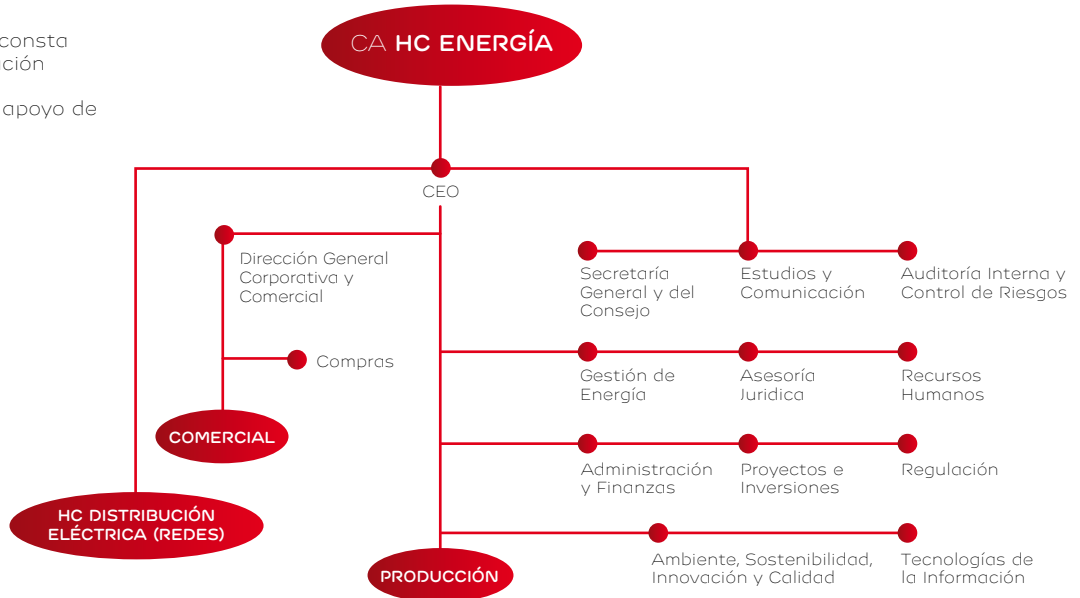 consta
ición
apoyo de
CA HC ENERGÍA
CEO
Dirección General
Corporativa y
Comercial
Secretaría
General y del
Consejo
Estudios y
Comunicación
Auditoría Interna y
Control de Riesgos
Compras
Gestión de
Energía
Asesoría
Juridica
Recursos
Humanos
COMERCIAL
Administración
y Finanzas
Proyectos e
Inversiones
Regulación
HC DISTRIBUCIÓN
ELÉCTRICA (REDES)
PRODUCCIÓN
Ambiente, Sostenibilidad,
Innovación y Calidad
Tecnologías de
la Información